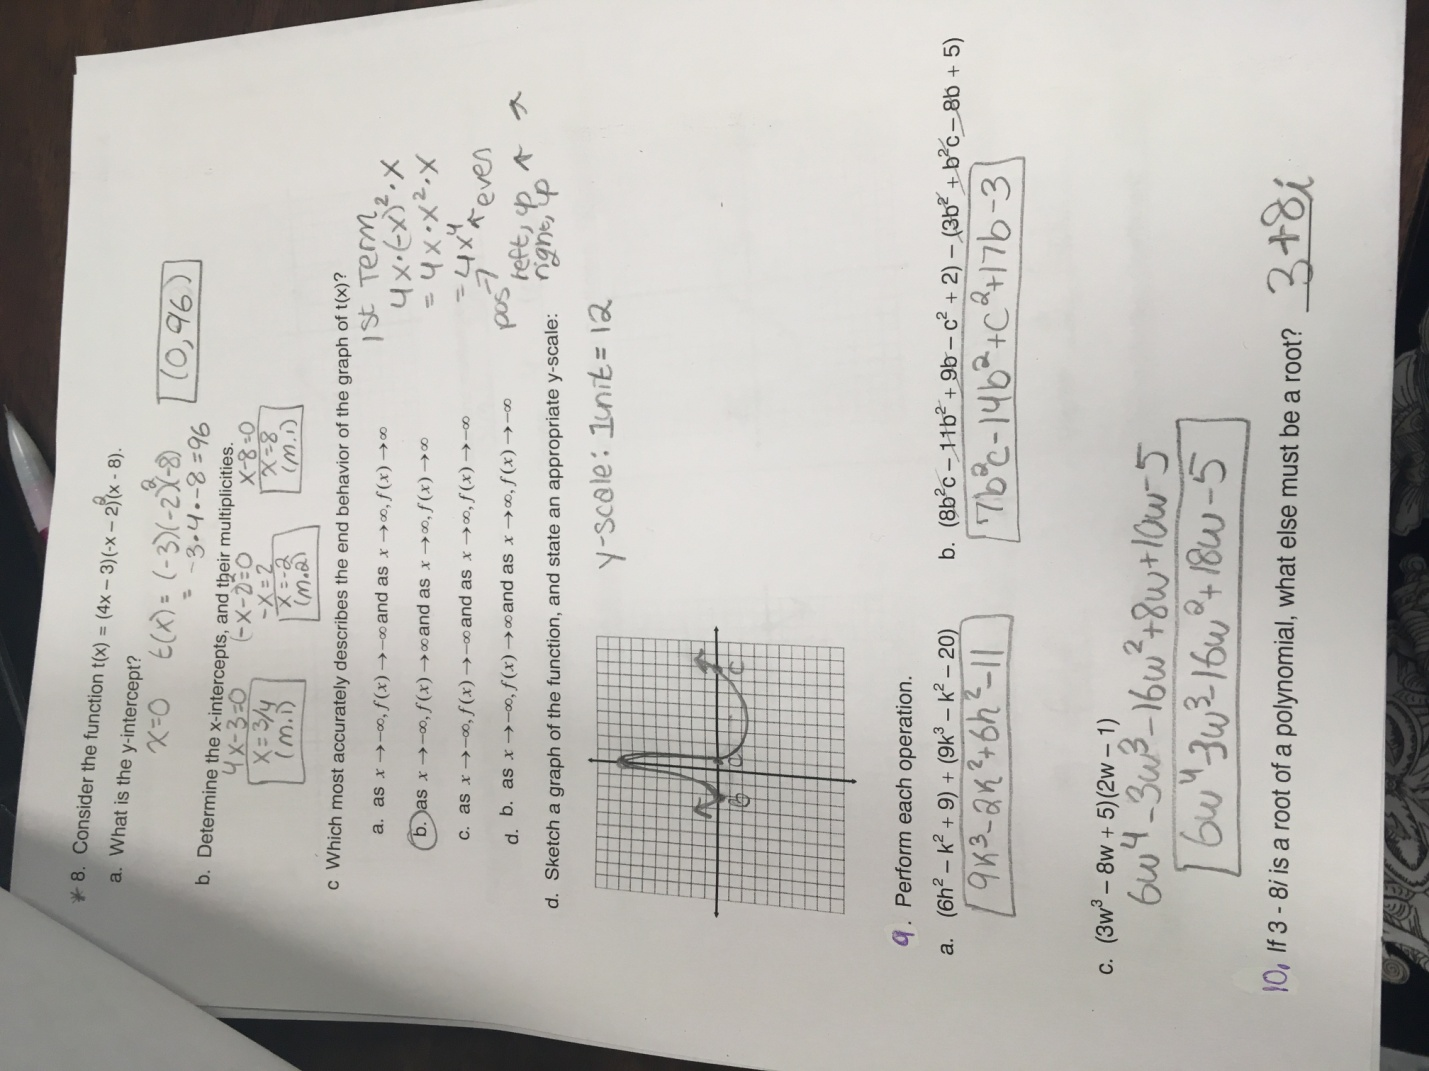 * 8. Consider the function t(x) = (4x – 3)(-x – 2)²(x - 8).
a. What is the y-intercept?
x=0 t(x) = (-3)(-2)²(-8)
= -3•4•-8=96
(0,96)
b. Determine the x-intercepts, and their multiplicities.
4x-3=0 (-x-2)²=0 x-8=0
x=3/4 -x=2 x=8
(m.1) x=-2 (m.1)
(m.2)
c Which most accurately describes the end behavior of the graph of t(x)?
a. as x →-∞, f(x) →-∞ and as x →∞, f(x) →∞
b. as x →-∞, f(x) →∞ and as x →∞, f(x) →∞
c. as x →-∞, f(x) →-∞ and as x →∞, f(x) →-∞
d. b. as x →-∞, f(x) →∞ and as x →∞, f(x) →-∞
1st Term
4x•(-x)²•x
= 4x•x²•x
= 4x⁴
pos even
left, up
right, up
d. Sketch a graph of the function, and state an appropriate y-scale:
y-scale: 1unit=12
b a c
9. Perform each operation.
a. (6h² – k² + 9) + (9k³ – k² – 20)
9k³-2k²+6h²-11
b. (8b²c – 11b² + 9b – c² + 2) – (3b² + b²c – 8b + 5)
7b²c-14b²+c²+17b-3
c. (3w³ – 8w + 5)(2w – 1)
6w⁴-3w³-16w²+8w+10w-5
6w⁴-3w³-16w²+18w-5
10. If 3 - 8i is a root of a polynomial, what else must be a root? 3+8i